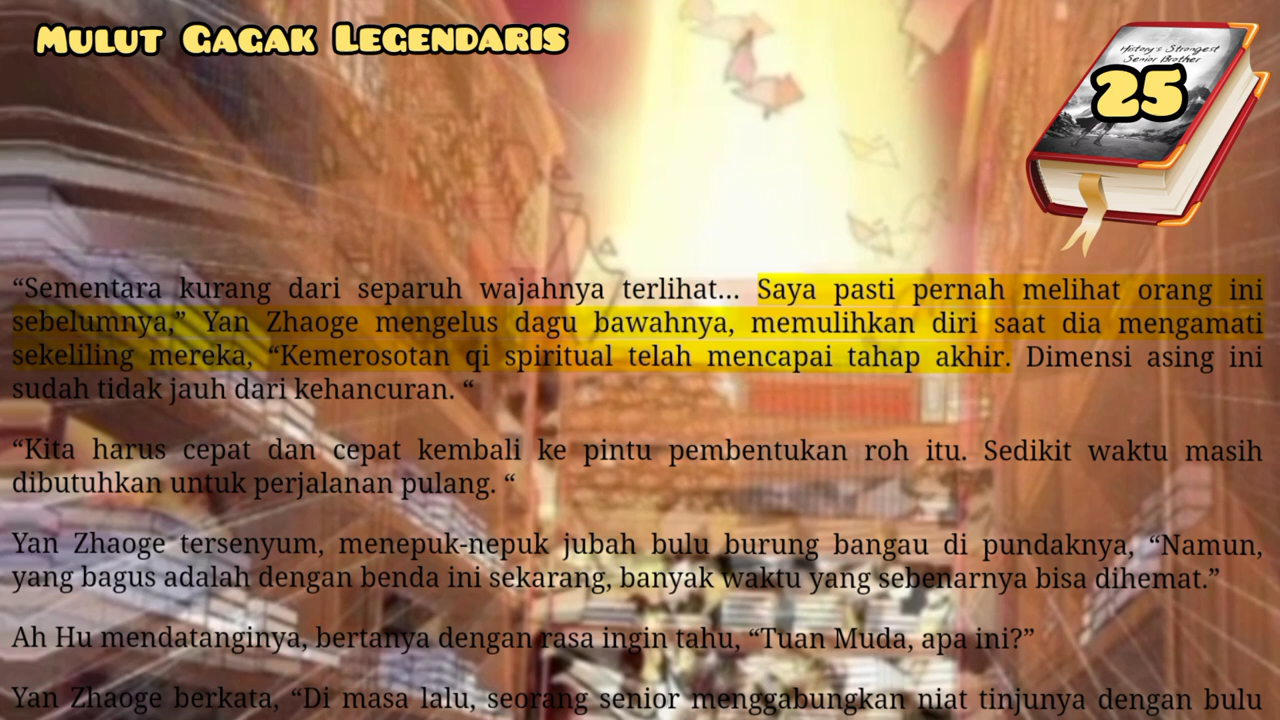 Mulut Gagak Legendaris
History's Strongest
Senior Brother
25
“Sementara kurang dari separuh wajahnya terlihat... Saya pasti pernah melihat orang ini
sebelumnya,” Yan Zhaoge mengelus dagu bawahnya, memulihkan diri saat dia mengamati
sekeliling mereka, “Kemerosotan qi spiritual telah mencapai tahap akhir. Dimensi asing ini
sudah tidak jauh dari kehancuran. “
“Kita harus cepat dan cepat kembali ke pintu pembentukan roh itu. Sedikit waktu masih
dibutuhkan untuk perjalanan pulang. “
Yan Zhaoge tersenyum, menepuk-nepuk jubah bulu burung bangau di pundaknya, “Namun,
yang bagus adalah dengan benda ini sekarang, banyak waktu yang sebenarnya bisa dihemat.”
Ah Hu mendatanginya, bertanya dengan rasa ingin tahu, “Tuan Muda, apa ini?”
Yan Zhaoge berkata, “Di masa lalu, seorang senior menggabungkan niat tinjunya dengan bulu